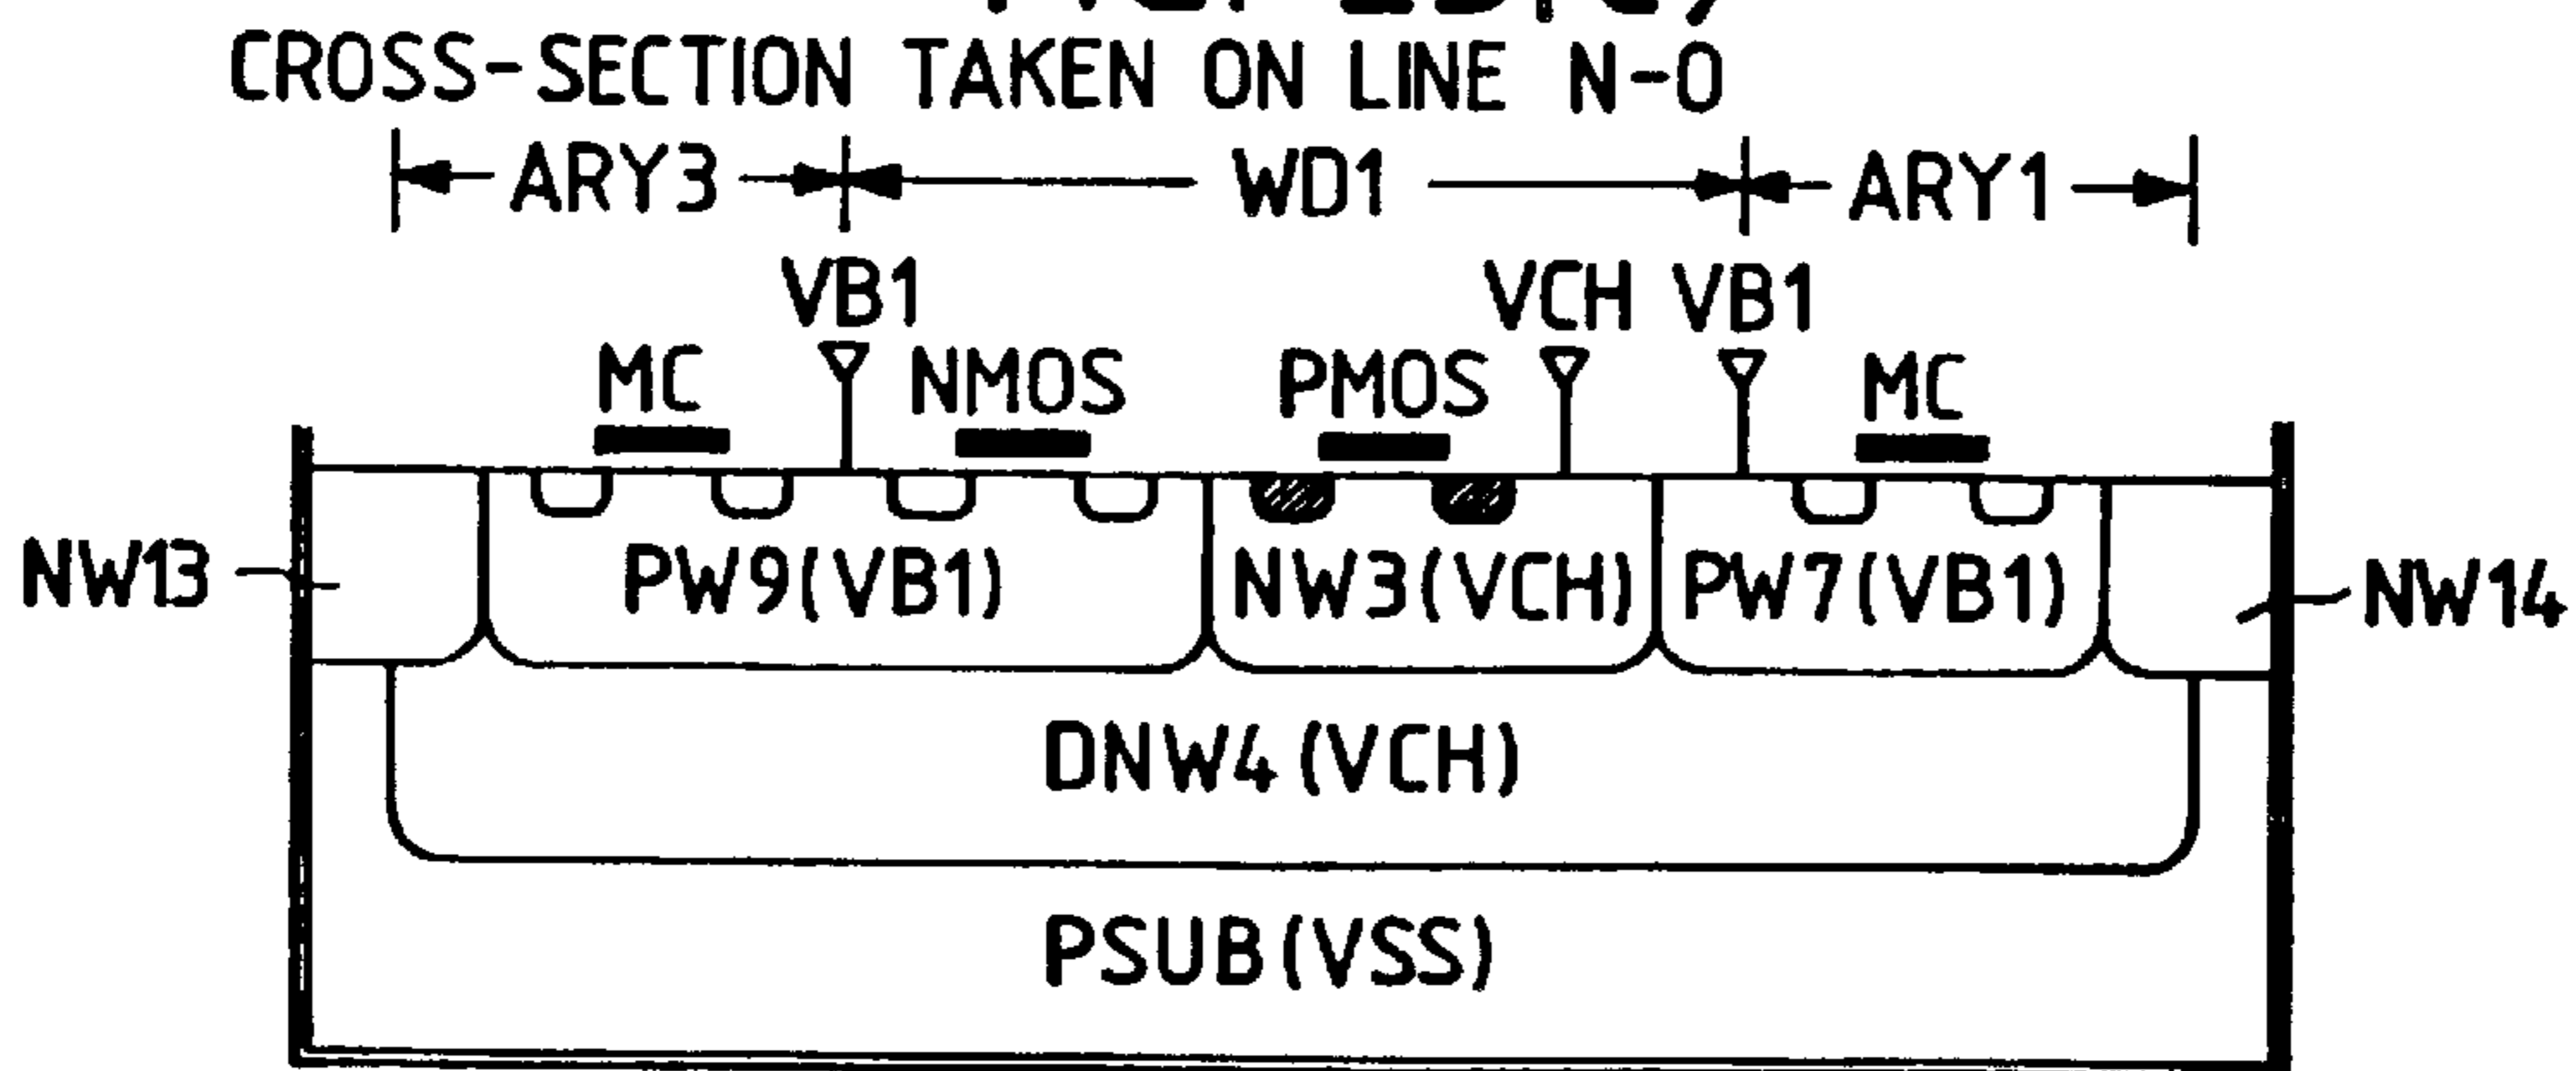 CROSS-SECTION TAKEN ON LINE N-O
ARY3 WD1 ARY1
VB1 VCH VB1
MC NMOS PMOS MC
NW13 PW9(VB1) NW3(VCH) PW7(VB1) NW14
DNW4(VCH)
PSUB(VSS)